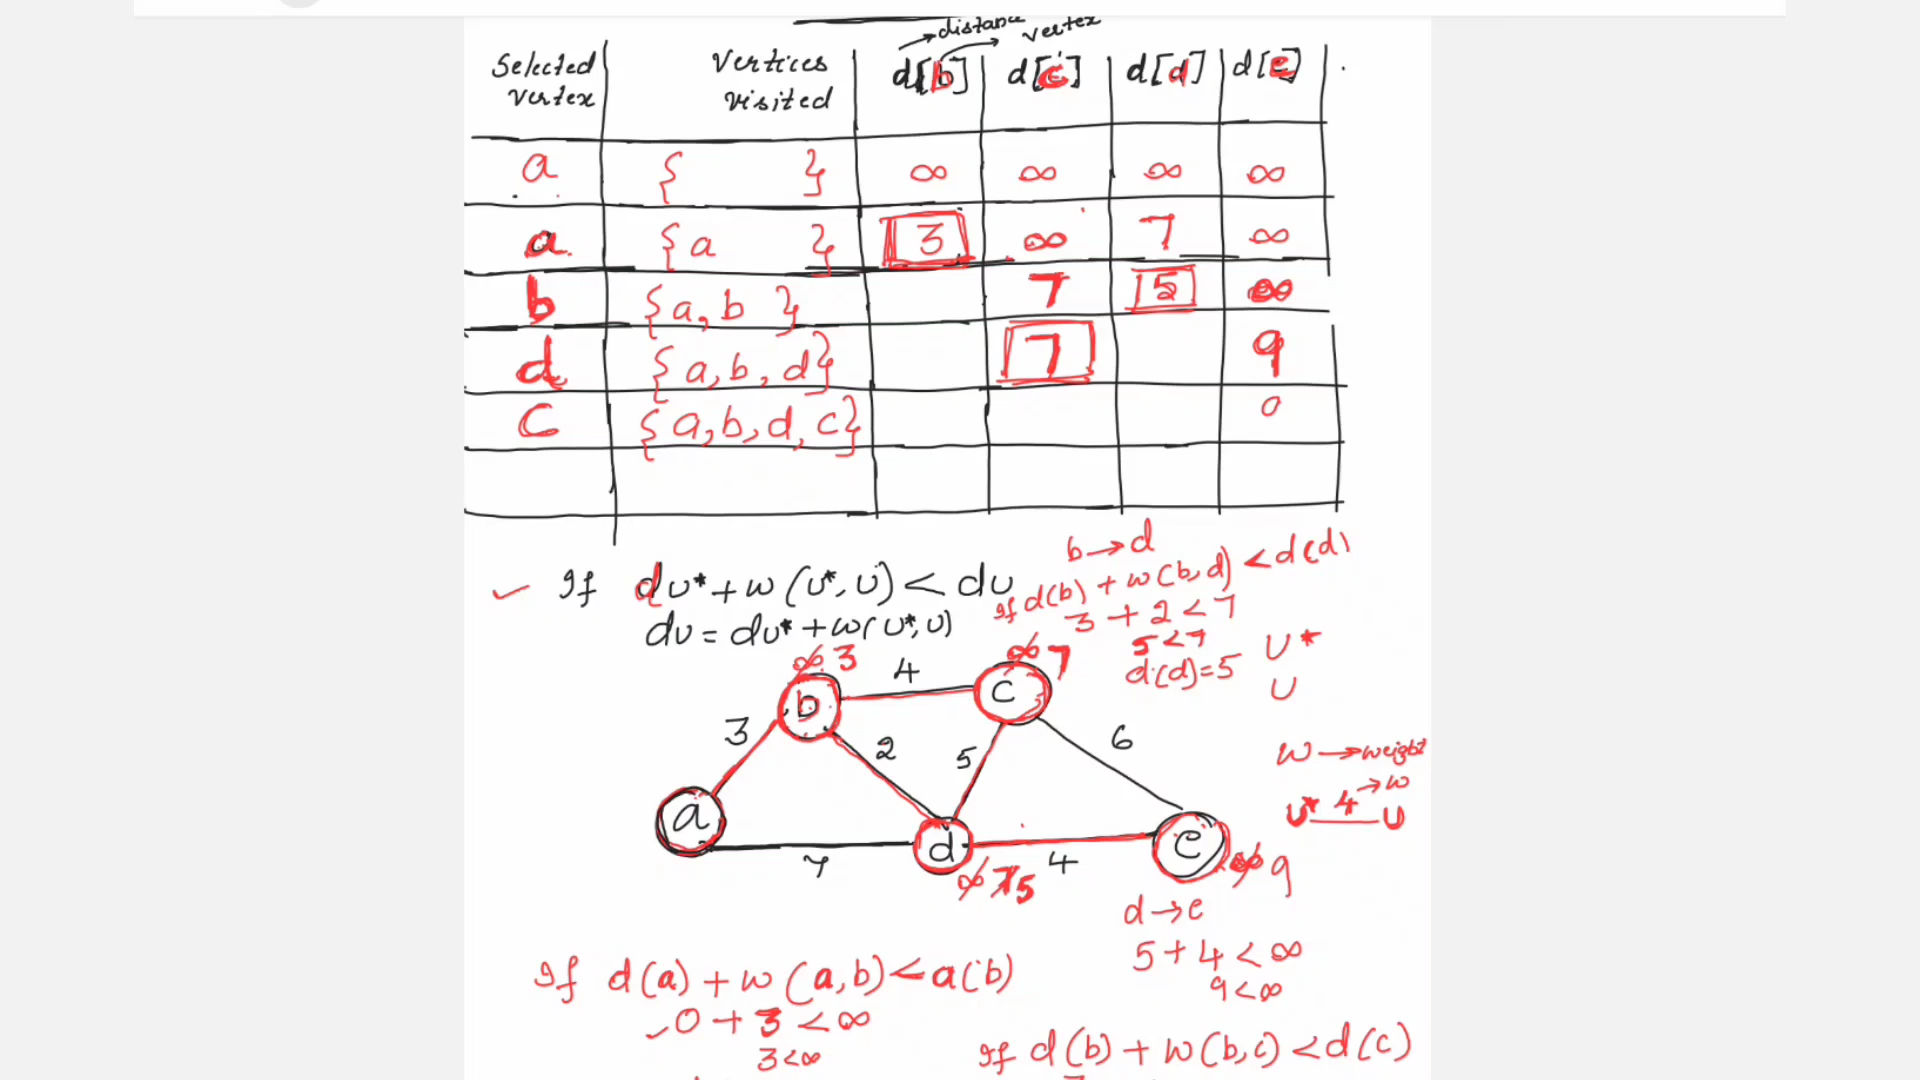 distance
vertex
Selected vertex | Vertices visited | d[b] | d[c] | d[d] | d[e]
a | { } | ∞ | ∞ | ∞ | ∞
a | {a } | 3 | ∞ | 7 | ∞
b | {a, b } | 7 | 5 | ∞
d | {a, b, d} | 7 | 9
c | {a, b, d, c}
b → d
✓ If du* + w(u*, u) < du
If d(b) + w(b, d) < d(d)
du = du* + w(u*, u)
3 + 2 < 7
5 < 7
d(d) = 5
u*
u
∞ 3
4
∞ 7
b
c
3
2
5
6
w → weight
→ w
u* 4 u
a
d
e
7
4
∞ 7 5
∞ 9
d → e
5 + 4 < ∞
9 < ∞
If d(a) + w(a, b) < a(b)
✓ 0 + 3 < ∞
3 < ∞
If d(b) + w(b, c) < d(c)